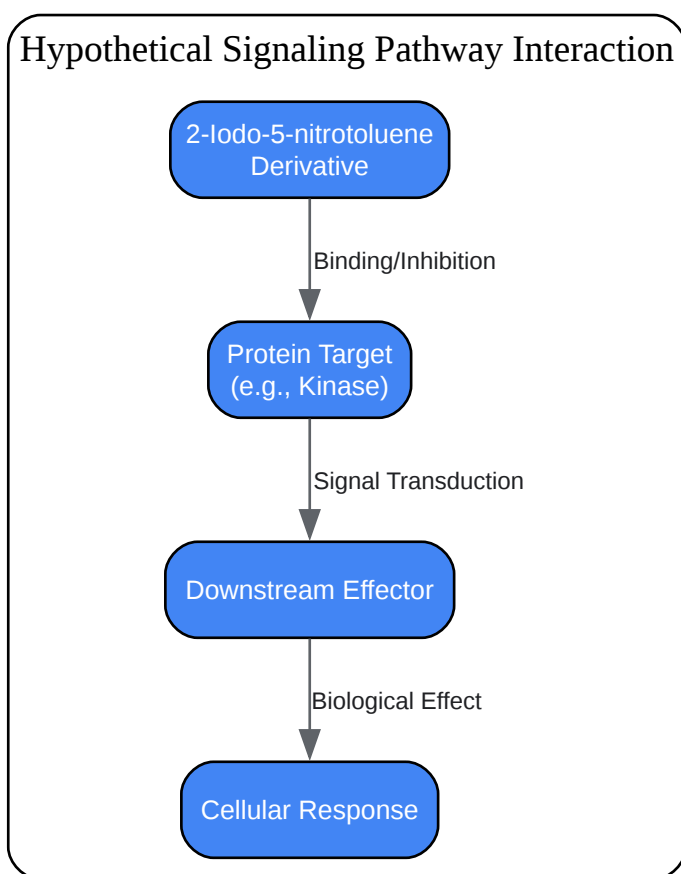 Hypothetical Signaling Pathway Interaction
2-Iodo-5-nitrotoluene
Derivative
Binding/Inhibition
Protein Target
(e.g., Kinase)
Signal Transduction
Downstream Effector
Biological Effect
Cellular Response